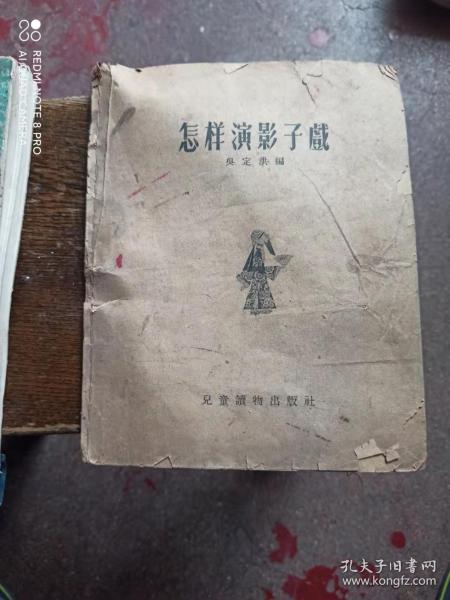 怎样演影子戲
吳定洪編
兒童讀物出版社
REDMI NOTE 8 PRO
AI QUAD CAMERA
孔夫子旧书网
www.kongfz.com